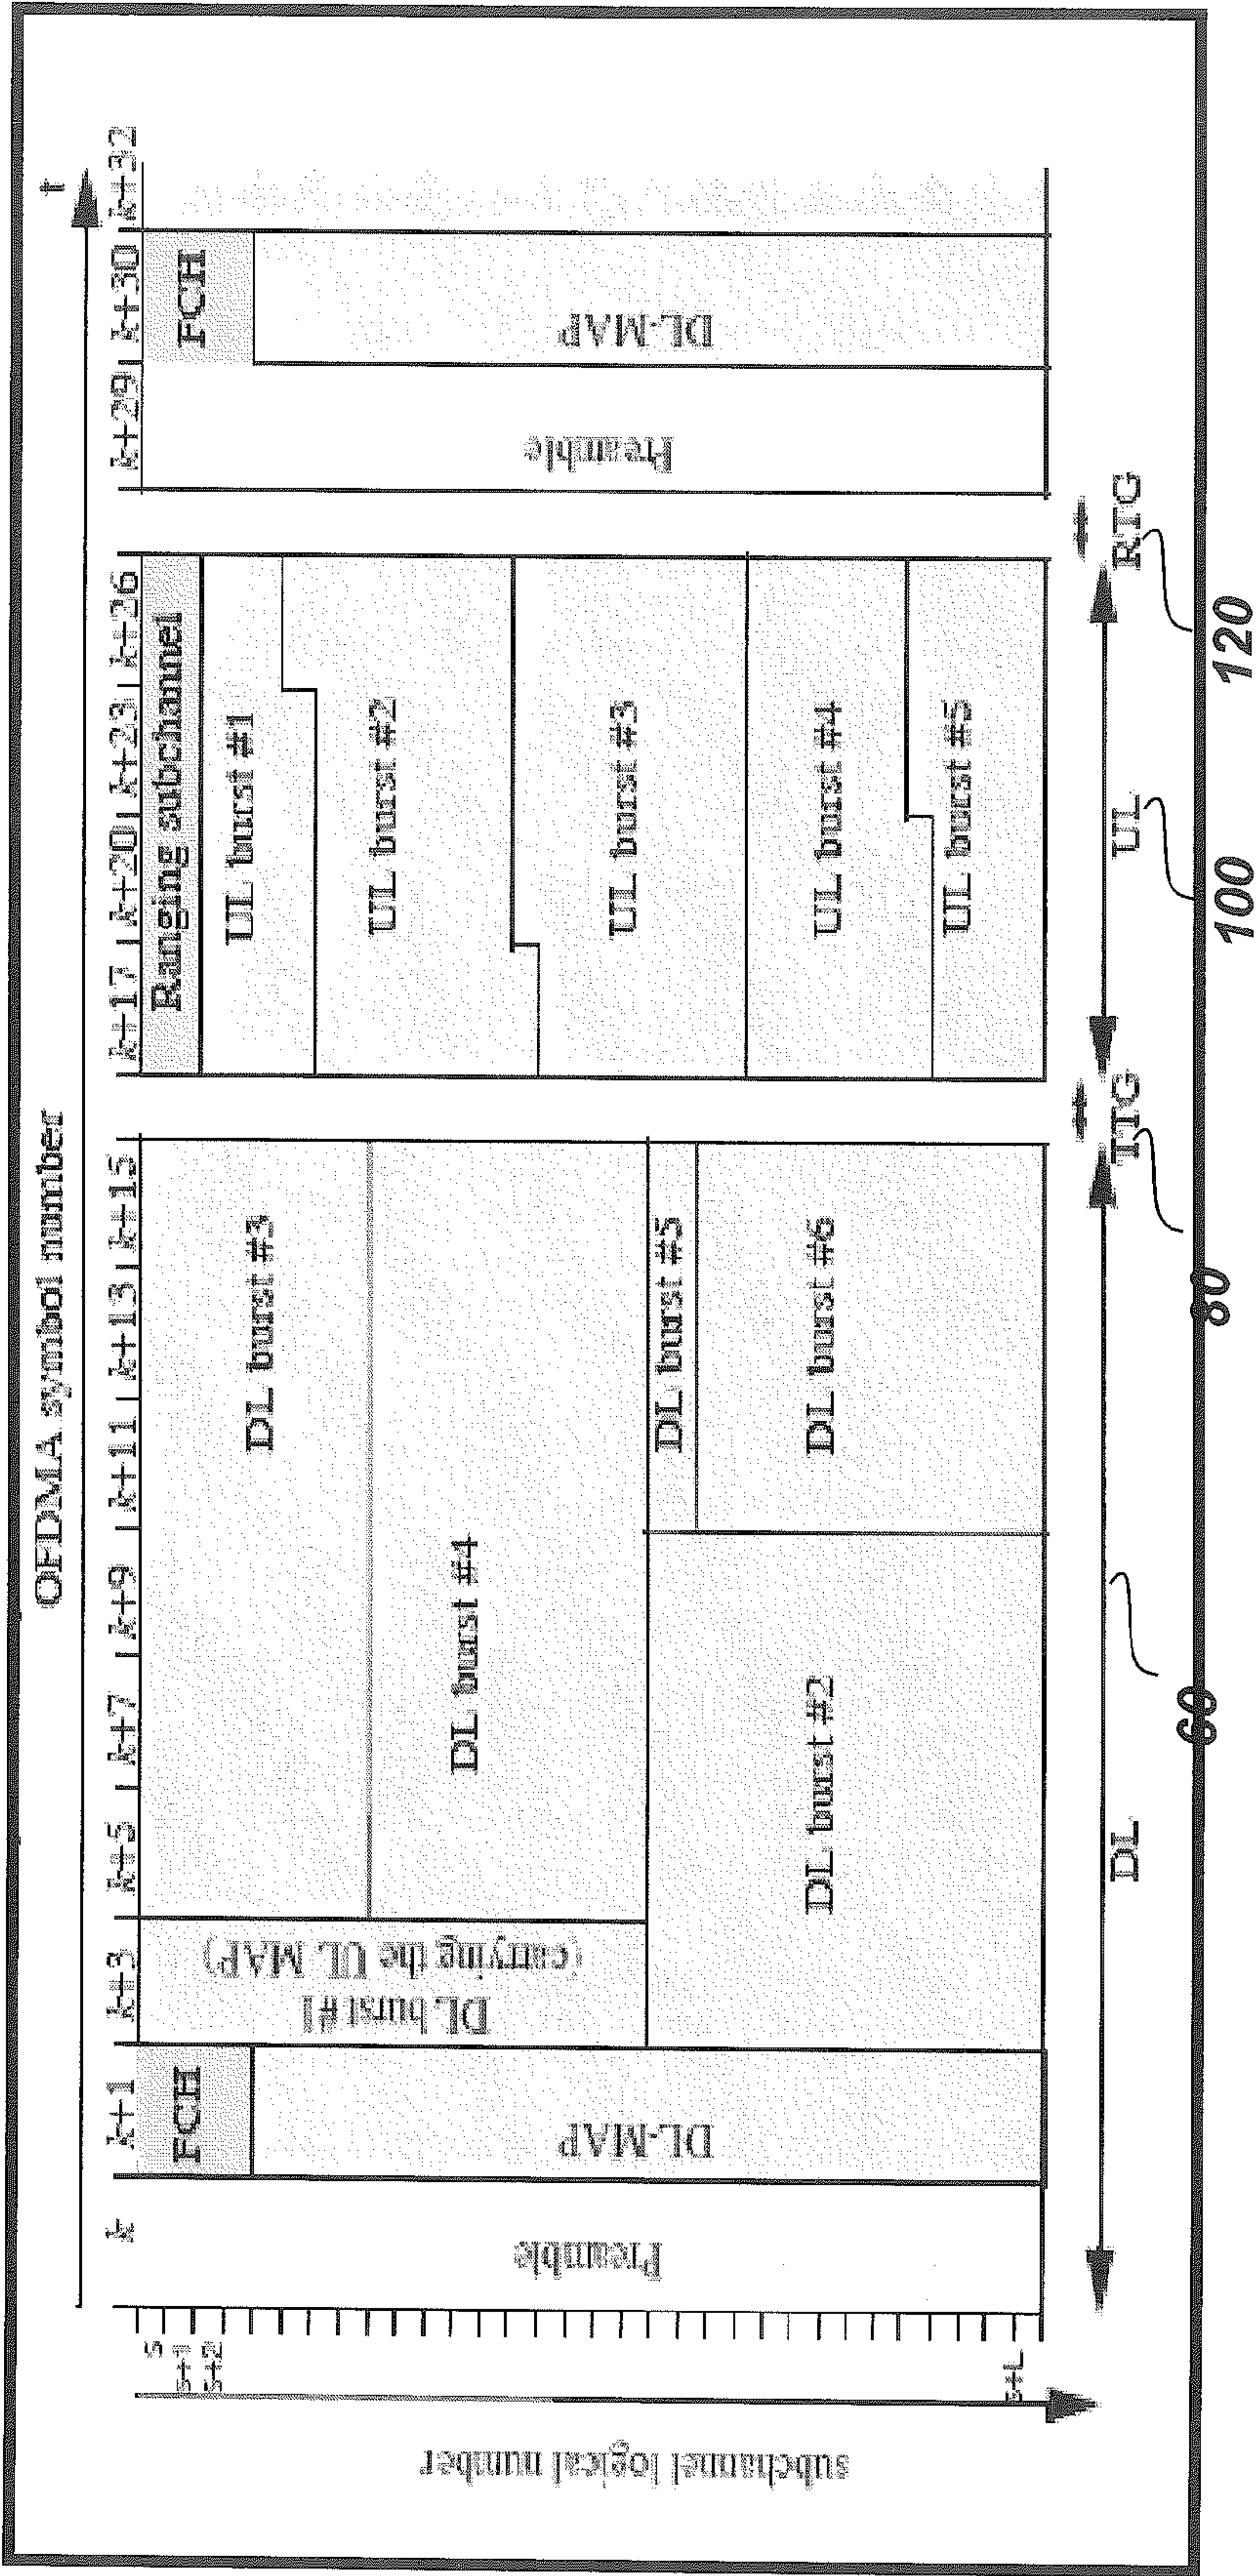 OFDMA symbol number
t
k
k+1
k+3
k+5
k+7
k+9
k+11
k+13
k+15
k+17
k+20
k+23
k+26
k+29
k+30
k+32
subchannel logical number
s
s+1
s+2
s+L
Preamble
FCH
DL-MAP
DL burst #1
(carrying the UL MAP)
DL burst #3
DL burst #4
DL burst #2
DL burst #5
DL burst #6
Ranging subchannel
UL burst #1
UL burst #2
UL burst #3
UL burst #4
UL burst #5
Preamble
FCH
DL-MAP
DL
TTG
UL
RTG
60
80
100
120